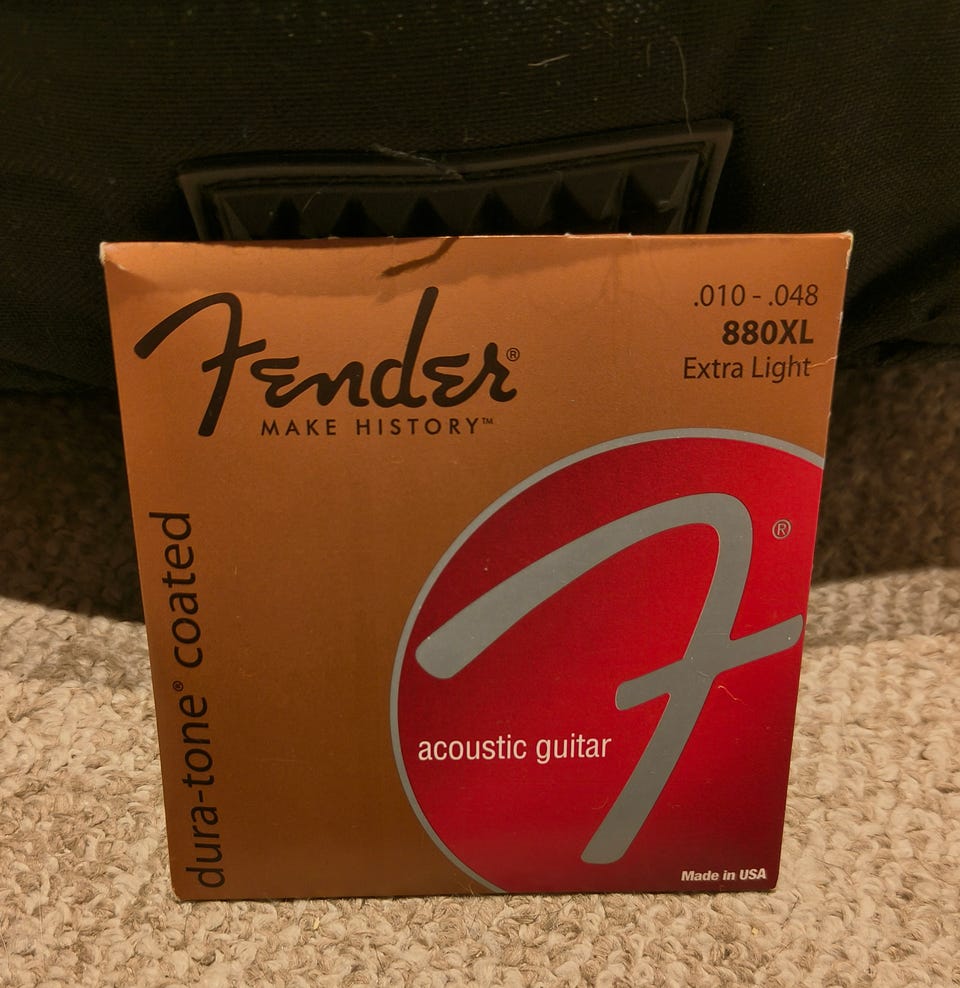 Fender®
MAKE HISTORY™
.010 - .048
880XL
Extra Light
dura-tone® coated
®
acoustic guitar
Made in USA